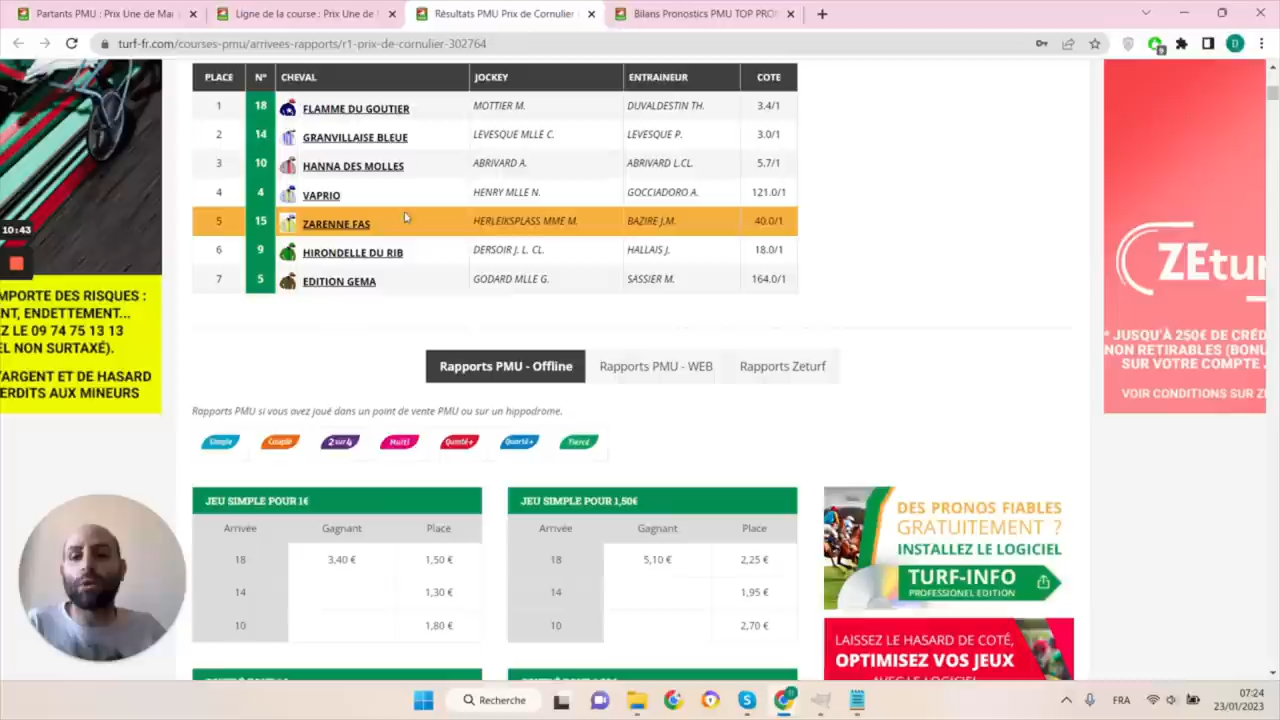 Partants PMU : Prix Une de Mar
Ligne de la course : Prix Une de
Résultats PMU Prix de Cornulier
Bilans Pronostics PMU TOP PRON
turf-fr.com/courses-pmu/arrivees-rapports/r1-prix-de-cornulier-302764
PLACE N° CHEVAL JOCKEY ENTRAINEUR COTE
1 18 FLAMME DU GOUTIER MOTTIER M. DUVALDESTIN TH. 3.4/1
2 14 GRANVILLAISE BLEUE LEVESQUE MLLE C. LEVESQUE P. 3.0/1
3 10 HANNA DES MOLLES ABRIVARD A. ABRIVARD L.CL. 5.7/1
4 4 VAPRIO HENRY MLLE N. GOCCIADORO A. 121.0/1
5 15 ZARENNE FAS HERLEIKSPLASS MME M. BAZIRE J.M. 40.0/1
6 9 HIRONDELLE DU RIB DERSOIR J. L. CL. HALLAIS J. 18.0/1
7 5 EDITION GEMA GODARD MLLE G. SASSIER M. 164.0/1
10:43
MPORTE DES RISQUES :
NT, ENDETTEMENT...
EZ LE 09 74 75 13 13
EL NON SURTAXÉ).
'ARGENT ET DE HASARD
ERDITS AUX MINEURS
ZEtur
* JUSQU'À 250€ DE CRÉD
NON RETIRABLES (BONU
SUR VOTRE COMPTE
VOIR CONDITIONS SUR ZE
Rapports PMU - Offline
Rapports PMU - WEB
Rapports Zeturf
Rapports PMU si vous avez joué dans un point de vente PMU ou sur un hippodrome.
Simple Couplé 2sur4 Multi Quinté+ Quarté+ Tiercé
JEU SIMPLE POUR 1€
Arrivée Gagnant Place
18 3,40 € 1,50 €
14 1,30 €
10 1,80 €
JEU SIMPLE POUR 1,50€
Arrivée Gagnant Place
18 5,10 € 2,25 €
14 1,95 €
10 2,70 €
DES PRONOS FIABLES
GRATUITEMENT ?
INSTALLEZ LE LOGICIEL
TURF-INFO
PROFESSIONEL EDITION
LAISSEZ LE HASARD DE COTÉ,
OPTIMISEZ VOS JEUX
AVEC LE LOGICIEL
Recherche
FRA
07:24
23/01/2023